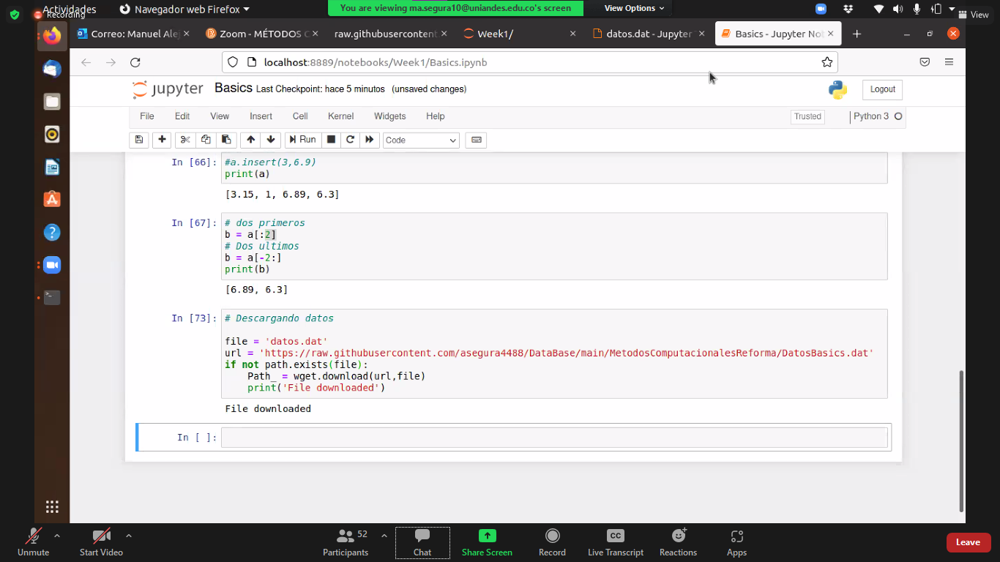 Actividades
Recording
Navegador web Firefox
You are viewing ma.segura10@uniandes.edu.co's screen
View Options
View
Correo: Manuel Ale
Zoom - MÉTODOS C
raw.githubusercontent
Week1/
datos.dat - Jupyter T
Basics - Jupyter Not
localhost:8889/notebooks/Week1/Basics.ipynb
jupyter Basics Last Checkpoint: hace 5 minutos (unsaved changes)
Logout
File Edit View Insert Cell Kernel Widgets Help
Trusted
Python 3
Run
Code
In [66]: #a.insert(3,6.9)
print(a)
[3.15, 1, 6.89, 6.3]
In [67]: # dos primeros
b = a[:2]
# Dos ultimos
b = a[-2:]
print(b)
[6.89, 6.3]
In [73]: # Descargando datos
file = 'datos.dat'
url = 'https://raw.githubusercontent.com/asegura4488/DataBase/main/MetodosComputacionalesReforma/DatosBasics.dat'
if not path.exists(file):
    Path_ = wget.download(url,file)
    print('File downloaded')
File downloaded
In [ ]:
Unmute
Start Video
Participants
52
Chat
Share Screen
Record
CC
Live Transcript
Reactions
Apps
Leave